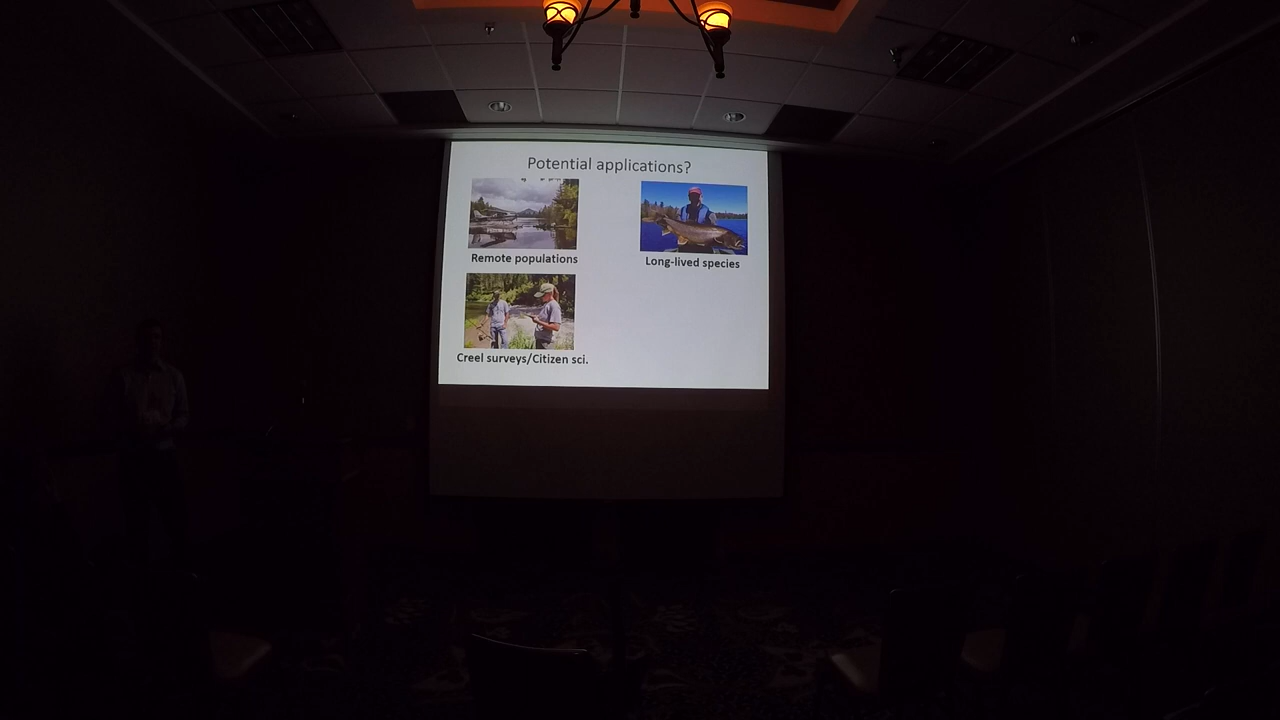 Potential applications?
Remote populations
Long-lived species
Creel surveys/Citizen sci.